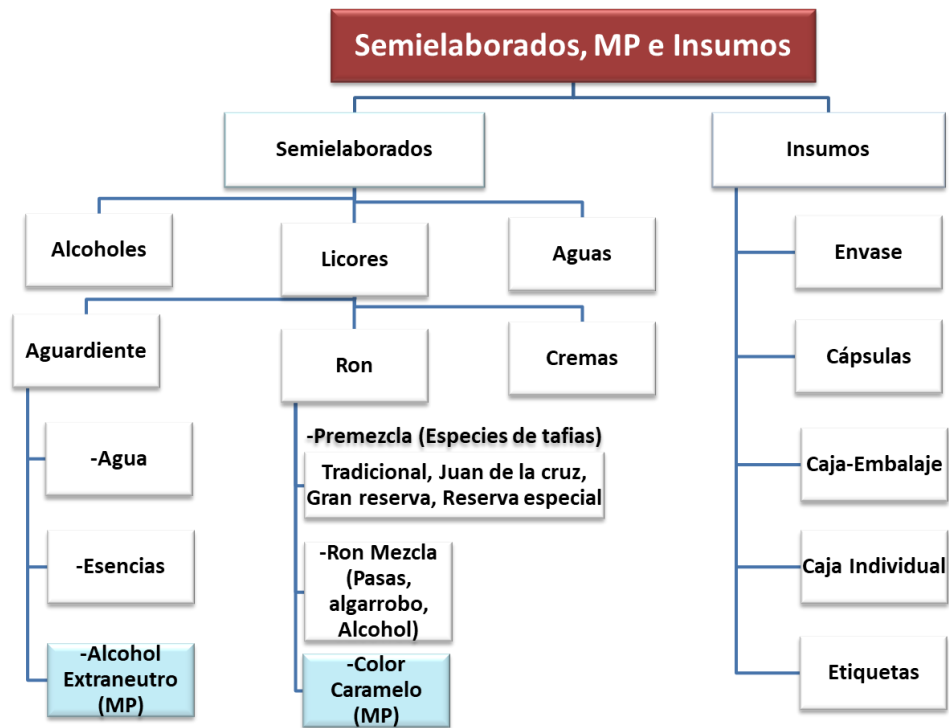 Semielaborados, MP e Insumos
Semielaborados
Insumos
Alcoholes
Licores
Aguas
Envase
Aguardiente
Ron
Cremas
Cápsulas
-Premezcla (Especies de tafias)
Tradicional, Juan de la cruz,
Gran reserva, Reserva especial
-Agua
Caja-Embalaje
-Esencias
-Ron Mezcla
(Pasas,
algarrobo,
Alcohol)
Caja Individual
-Alcohol
Extraneutro
(MP)
-Color
Caramelo
(MP)
Etiquetas